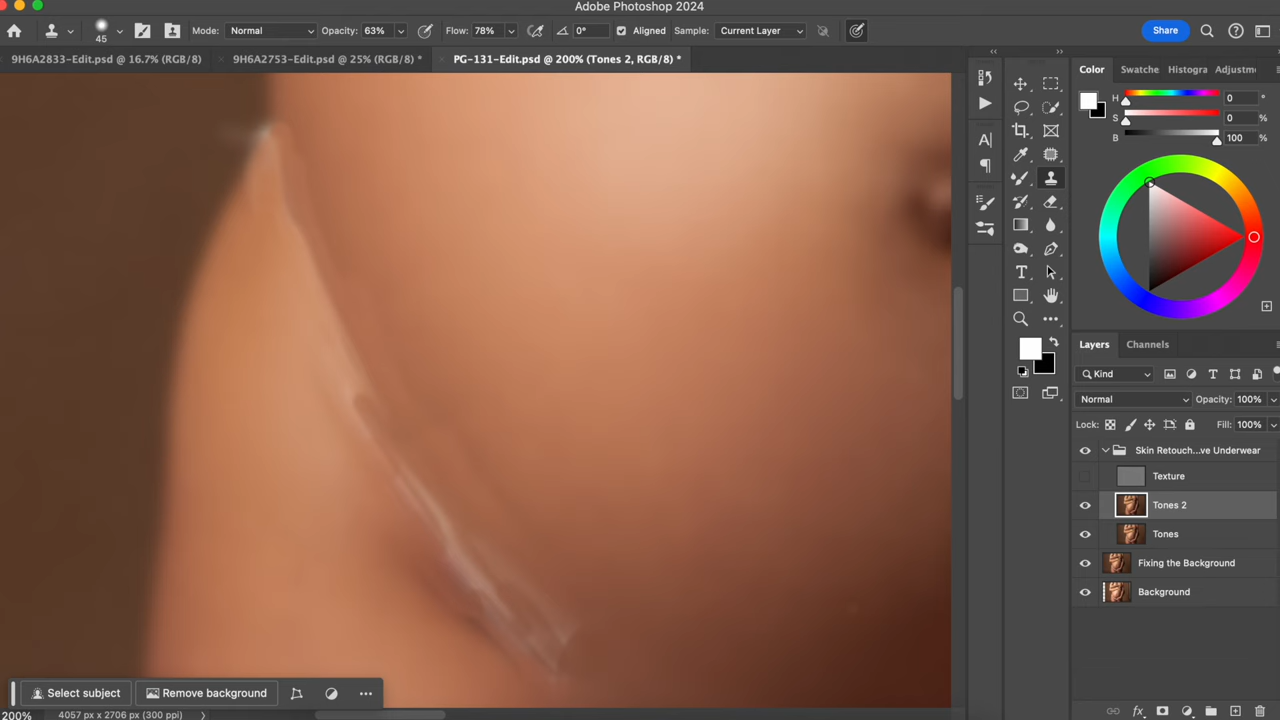 Adobe Photoshop 2024
45
Mode: Normal
Opacity: 63%
Flow: 78%
0°
Aligned
Sample: Current Layer
Share
9H6A2833-Edit.psd @ 16.7% (RGB/8)
9H6A2753-Edit.psd @ 25% (RGB/8) *
PG-131-Edit.psd @ 200% (Tones 2, RGB/8) *
Color
Swatche
Histogra
Adjustm
H 0 °
S 0 %
B 100 %
Layers
Channels
Kind
Normal
Opacity: 100%
Lock:
Fill: 100%
Skin Retouch...ve Underwear
Texture
Tones 2
Tones
Fixing the Background
Background
Select subject
Remove background
200%
4057 px x 2706 px (300 ppi)